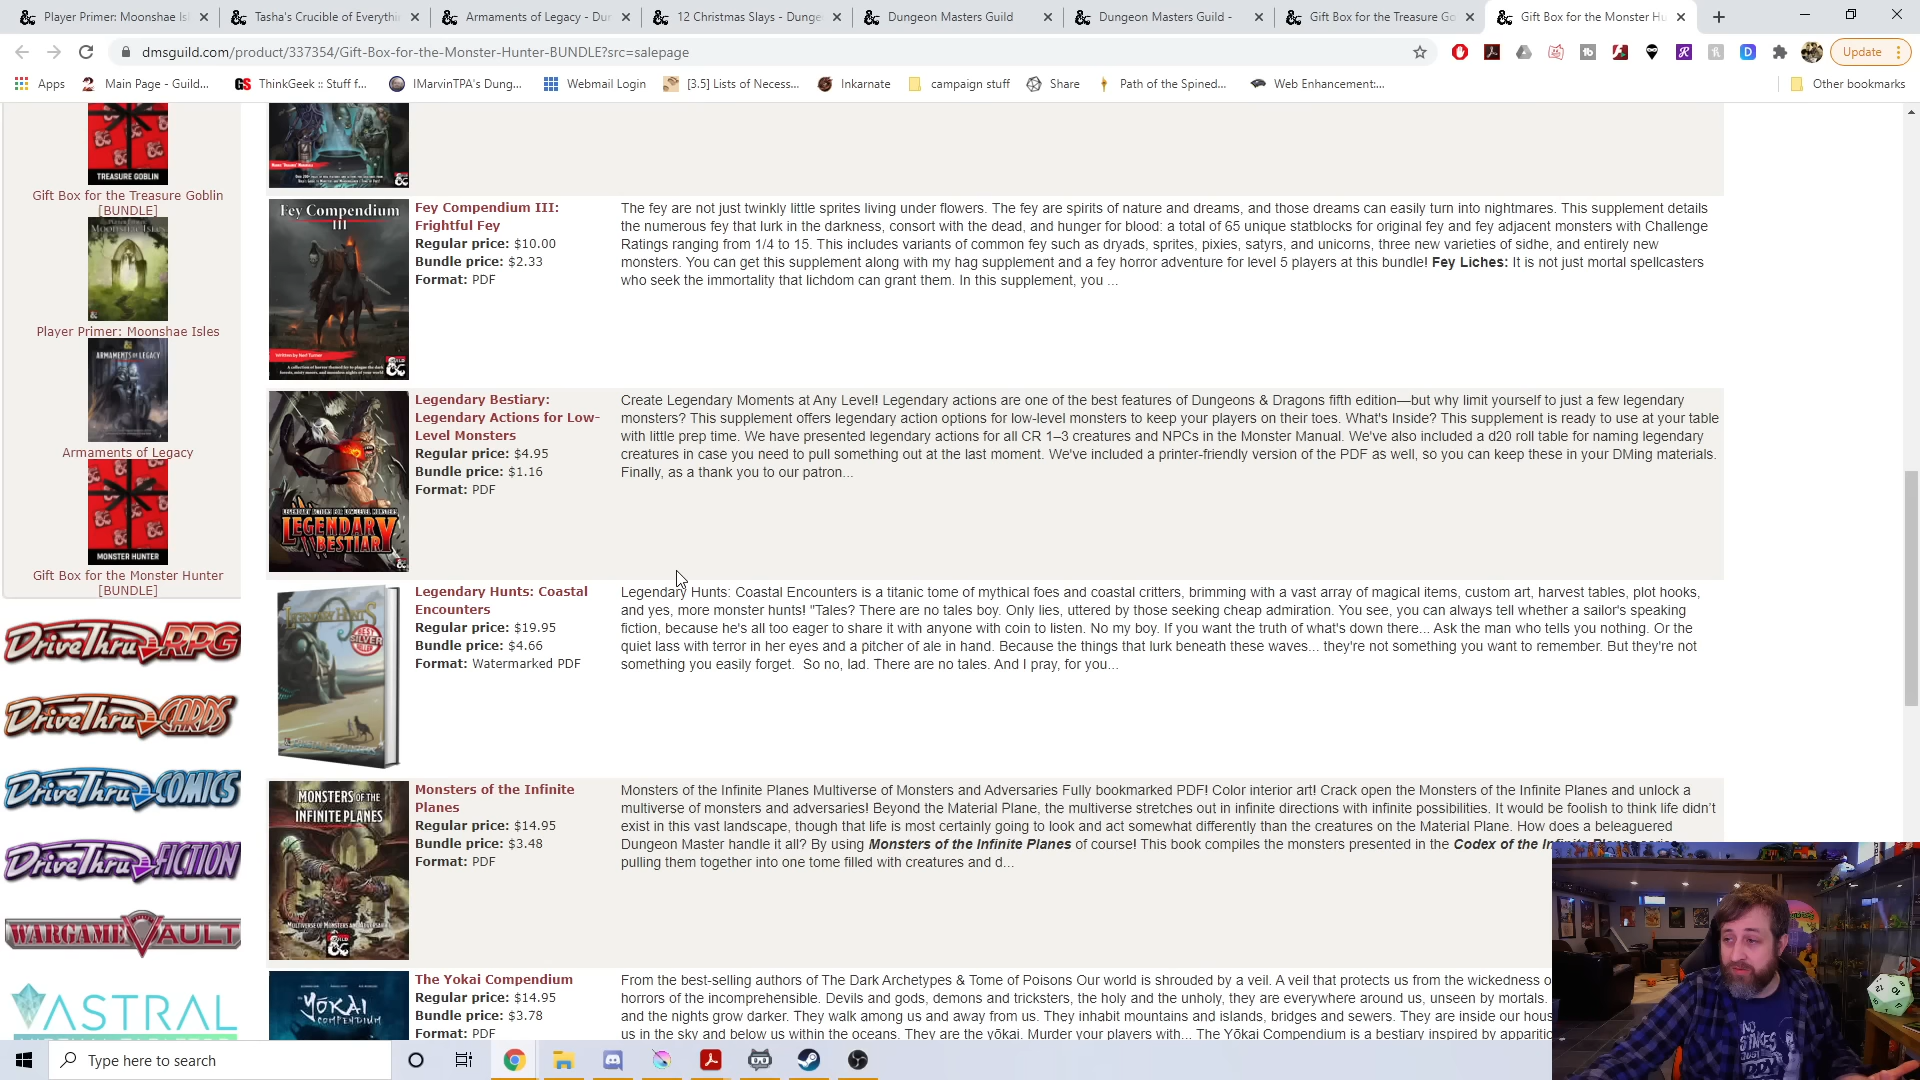 Player Primer: Moonshae Isl
Tasha's Crucible of Everythi
Armaments of Legacy - Dun
12 Christmas Slays - Dunge
Dungeon Masters Guild
Dungeon Masters Guild -
Gift Box for the Treasure Go
Gift Box for the Monster Hu
dmsguild.com/product/337354/Gift-Box-for-the-Monster-Hunter-BUNDLE?src=salepage
Update
Apps
Main Page - Guild...
ThinkGeek :: Stuff f...
IMarvinTPA's Dung...
Webmail Login
[3.5] Lists of Necess...
Inkarnate
campaign stuff
Share
Path of the Spined...
Web Enhancement:...
Other bookmarks
TREASURE GOBLIN
Gift Box for the Treasure Goblin
[BUNDLE]
Moonshae Isles
Player Primer: Moonshae Isles
ARMAMENTS OF LEGACY
Armaments of Legacy
MONSTER HUNTER
Gift Box for the Monster Hunter
[BUNDLE]
DriveThruRPG
DriveThruCARDS
DriveThruCOMICS
DriveThruFICTION
WARGAMEVAULT
ASTRAL
Fey Compendium
III
Written by Neil Turner
Fey Compendium III:
Frightful Fey
Regular price: $10.00
Bundle price: $2.33
Format: PDF
The fey are not just twinkly little sprites living under flowers. The fey are spirits of nature and dreams, and those dreams can easily turn into nightmares. This supplement details
the numerous fey that lurk in the darkness, consort with the dead, and hunger for blood: a total of 65 unique statblocks for original fey and fey adjacent monsters with Challenge
Ratings ranging from 1/4 to 15. This includes variants of common fey such as dryads, sprites, pixies, satyrs, and unicorns, three new varieties of sidhe, and entirely new
monsters. You can get this supplement along with my hag supplement and a fey horror adventure for level 5 players at this bundle! Fey Liches: It is not just mortal spellcasters
who seek the immortality that lichdom can grant them. In this supplement, you ...
LEGENDARY ACTIONS FOR LOW-LEVEL MONSTERS
LEGENDARY
BESTIARY
Legendary Bestiary:
Legendary Actions for Low-
Level Monsters
Regular price: $4.95
Bundle price: $1.16
Format: PDF
Create Legendary Moments at Any Level! Legendary actions are one of the best features of Dungeons & Dragons fifth edition—but why limit yourself to just a few legendary
monsters? This supplement offers legendary action options for low-level monsters to keep your players on their toes. What's Inside? This supplement is ready to use at your table
with little prep time. We have presented legendary actions for all CR 1–3 creatures and NPCs in the Monster Manual. We've also included a d20 roll table for naming legendary
creatures in case you need to pull something out at the last moment. We've included a printer-friendly version of the PDF as well, so you can keep these in your DMing materials.
Finally, as a thank you to our patron...
LEGENDARY HUNTS
SILVER
Legendary Hunts: Coastal
Encounters
Regular price: $19.95
Bundle price: $4.66
Format: Watermarked PDF
Legendary Hunts: Coastal Encounters is a titanic tome of mythical foes and coastal critters, brimming with a vast array of magical items, custom art, harvest tables, plot hooks,
and yes, more monster hunts! "Tales? There are no tales boy. Only lies, uttered by those seeking cheap admiration. You see, you can always tell whether a sailor's speaking
fiction, because he's all too eager to share it with anyone with coin to listen. No my boy. If you want the truth of what's down there... Ask the man who tells you nothing. Or the
quiet lass with terror in her eyes and a pitcher of ale in hand. Because the things that lurk beneath these waves... they're not something you want to remember. But they're not
something you easily forget. So no, lad. There are no tales. And I pray, for you...
MONSTERS OF THE
INFINITE PLANES
MULTIVERSE OF MONSTERS AND ADVERSARIES
Monsters of the Infinite
Planes
Regular price: $14.95
Bundle price: $3.48
Format: PDF
Monsters of the Infinite Planes Multiverse of Monsters and Adversaries Fully bookmarked PDF! Color interior art! Crack open the Monsters of the Infinite Planes and unlock a
multiverse of monsters and adversaries! Beyond the Material Plane, the multiverse stretches out in infinite directions with infinite possibilities. It would be foolish to think life didn't
exist in this vast landscape, though that life is most certainly going to look and act somewhat differently than the creatures on the Material Plane. How does a beleaguered
Dungeon Master handle it all? By using Monsters of the Infinite Planes of course! This book compiles the monsters presented in the Codex of the
pulling them together into one tome filled with creatures and d...
YŌKAI
COMPENDIUM
The Yokai Compendium
Regular price: $14.95
Bundle price: $3.78
Format: PDF
From the best-selling authors of The Dark Archetypes & Tome of Poisons Our world is shrouded by a veil. A veil that protects us from the wickedness o
horrors of the incomprehensible. Devils and gods, demons and tricksters, the holy and the unholy, they are everywhere around us, unseen by mortals.
and the nights grow darker. They walk among us and away from us. They inhabit mountains and islands, bridges and sewers. They are inside our hous
us in the sky and below us within the oceans. They are the yōkai. Murder your players with... The Yōkai Compendium is a bestiary inspired by apparitio
Type here to search